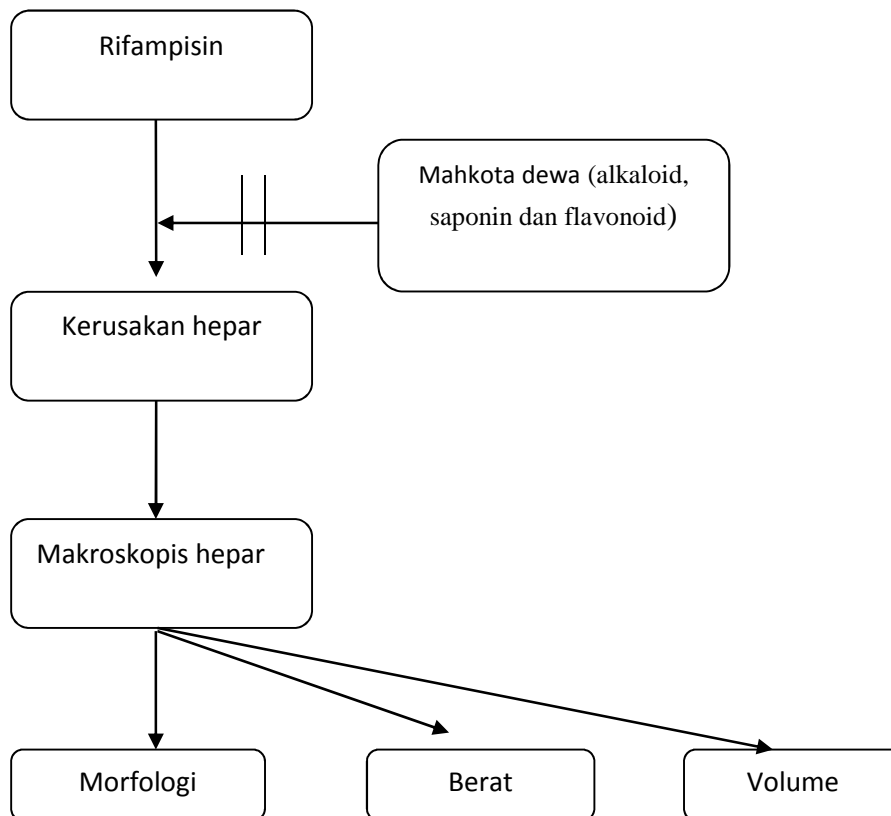 Rifampisin
Mahkota dewa (alkaloid,
saponin dan flavonoid)
Kerusakan hepar
Makroskopis hepar
Morfologi
Berat
Volume